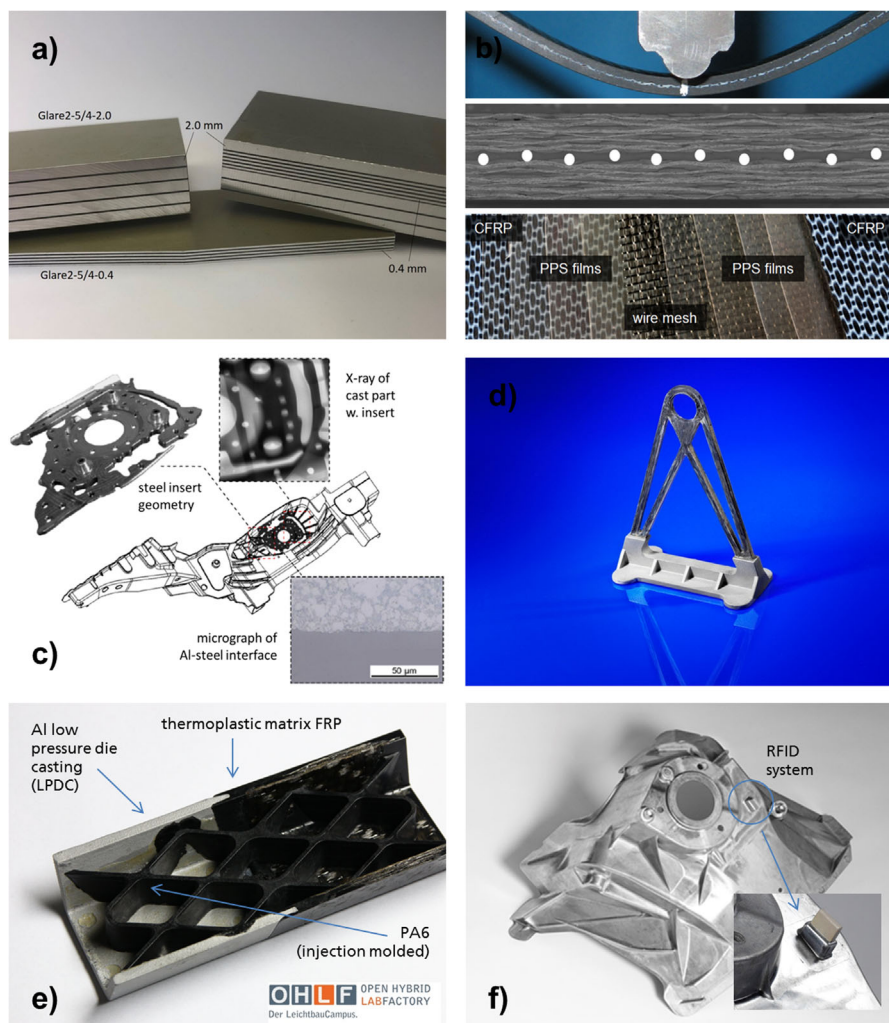 a)
Glare2-5/4-2.0
2.0 mm
0.4 mm
Glare2-5/4-0.4
b)
CFRP
CFRP
PPS films
PPS films
wire mesh
X-ray of
cast part
w. insert
steel insert
geometry
micrograph of
Al-steel interface
50 µm
c)
d)
Al low
pressure die
casting
(LPDC)
thermoplastic matrix FRP
PA6
(injection molded)
OHLF OPEN HYBRID
LABFACTORY
Der LeichtbauCampus.
e)
RFID
system
f)